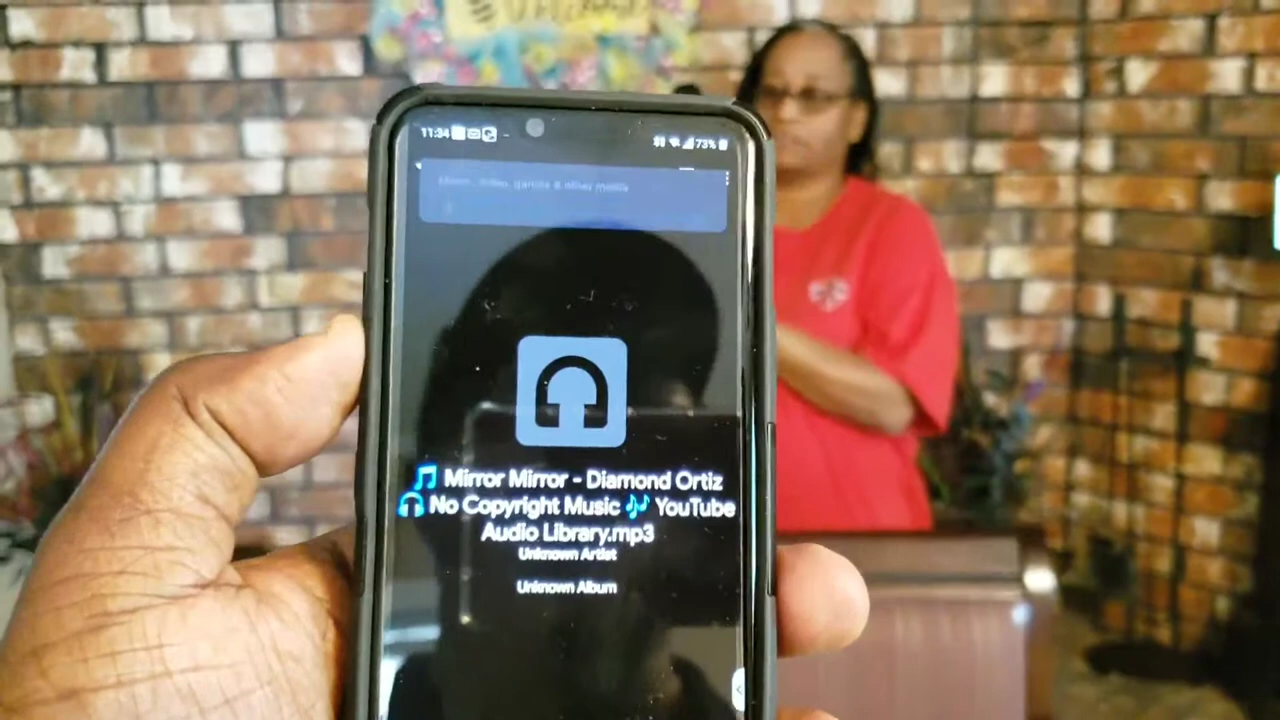 11:34
73%
🎵 Mirror Mirror - Diamond Ortiz
🎧 No Copyright Music 🎶 YouTube
Audio Library.mp3
Unknown Artist
Unknown Album